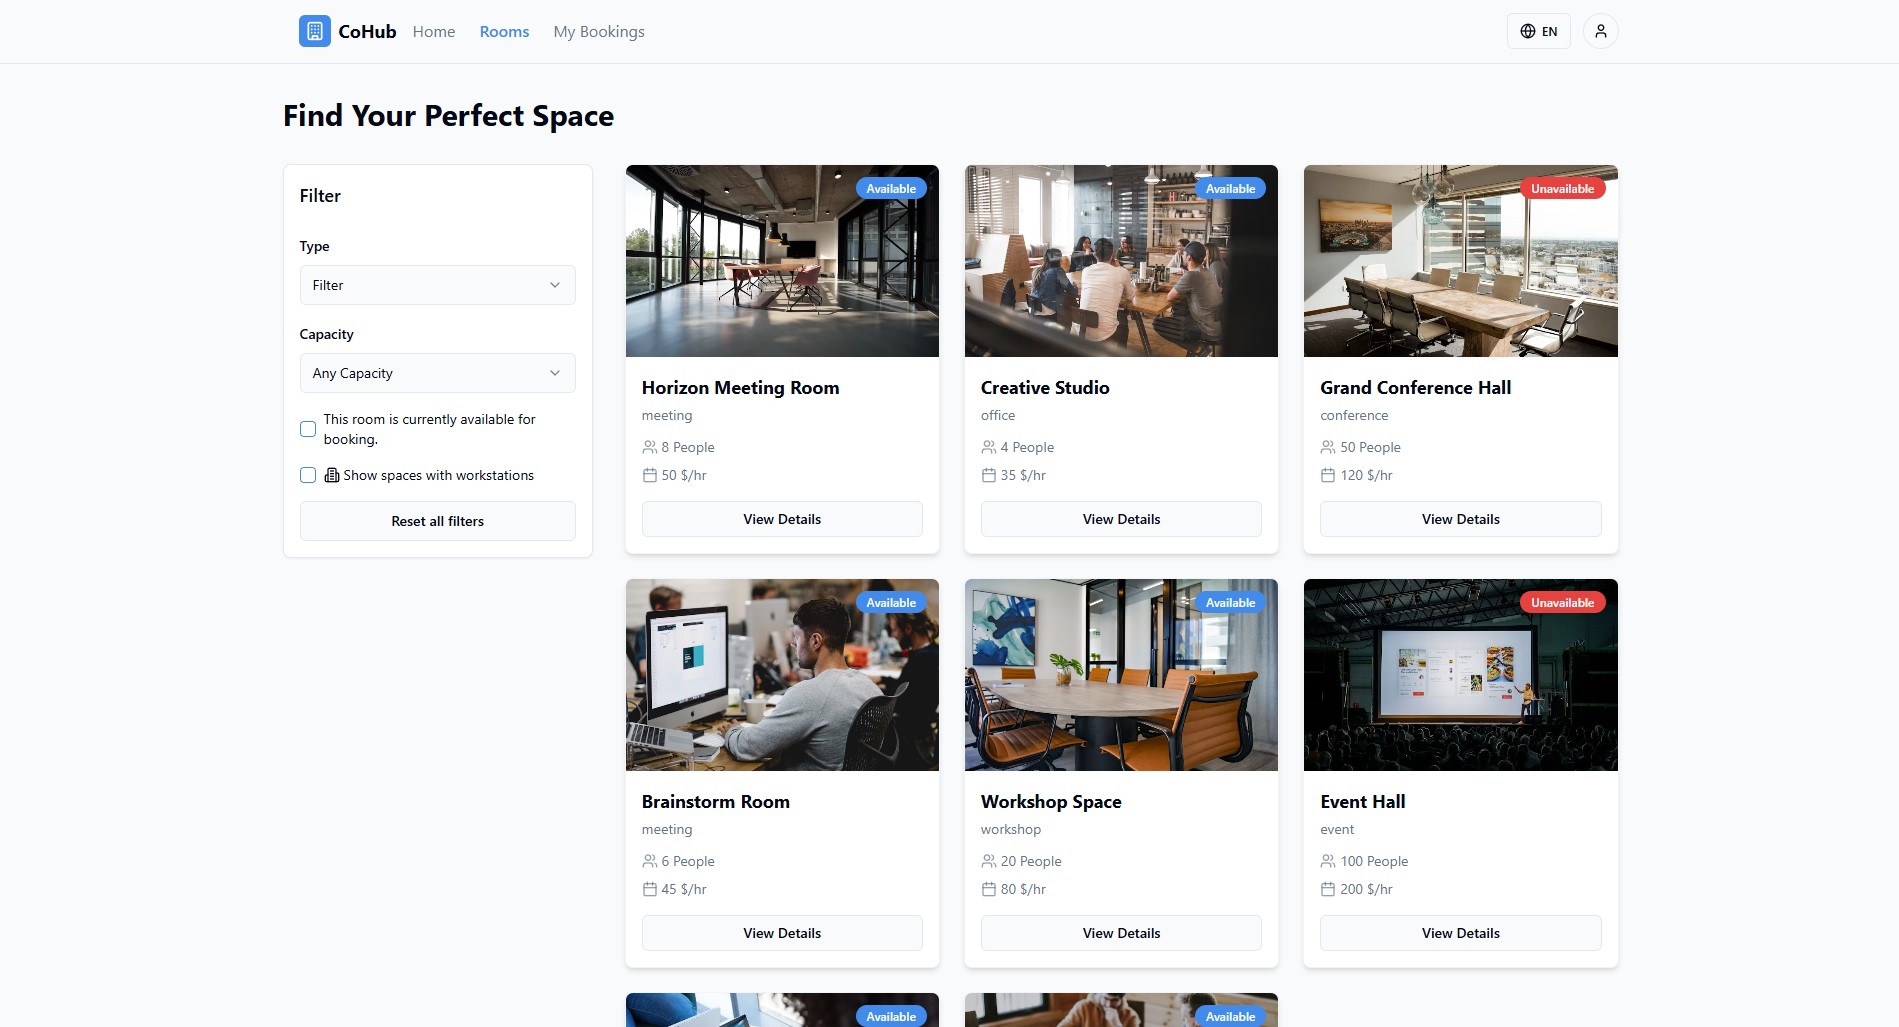 CoHub
Home
Rooms
My Bookings
EN
Find Your Perfect Space
Filter
Type
Filter
Capacity
Any Capacity
This room is currently available for
booking.
Show spaces with workstations
Reset all filters
Available
Horizon Meeting Room
meeting
8 People
50 $/hr
View Details
Available
Creative Studio
office
4 People
35 $/hr
View Details
Unavailable
Grand Conference Hall
conference
50 People
120 $/hr
View Details
Available
Brainstorm Room
meeting
6 People
45 $/hr
View Details
Available
Workshop Space
workshop
20 People
80 $/hr
View Details
Unavailable
Event Hall
event
100 People
200 $/hr
View Details
Available
Available